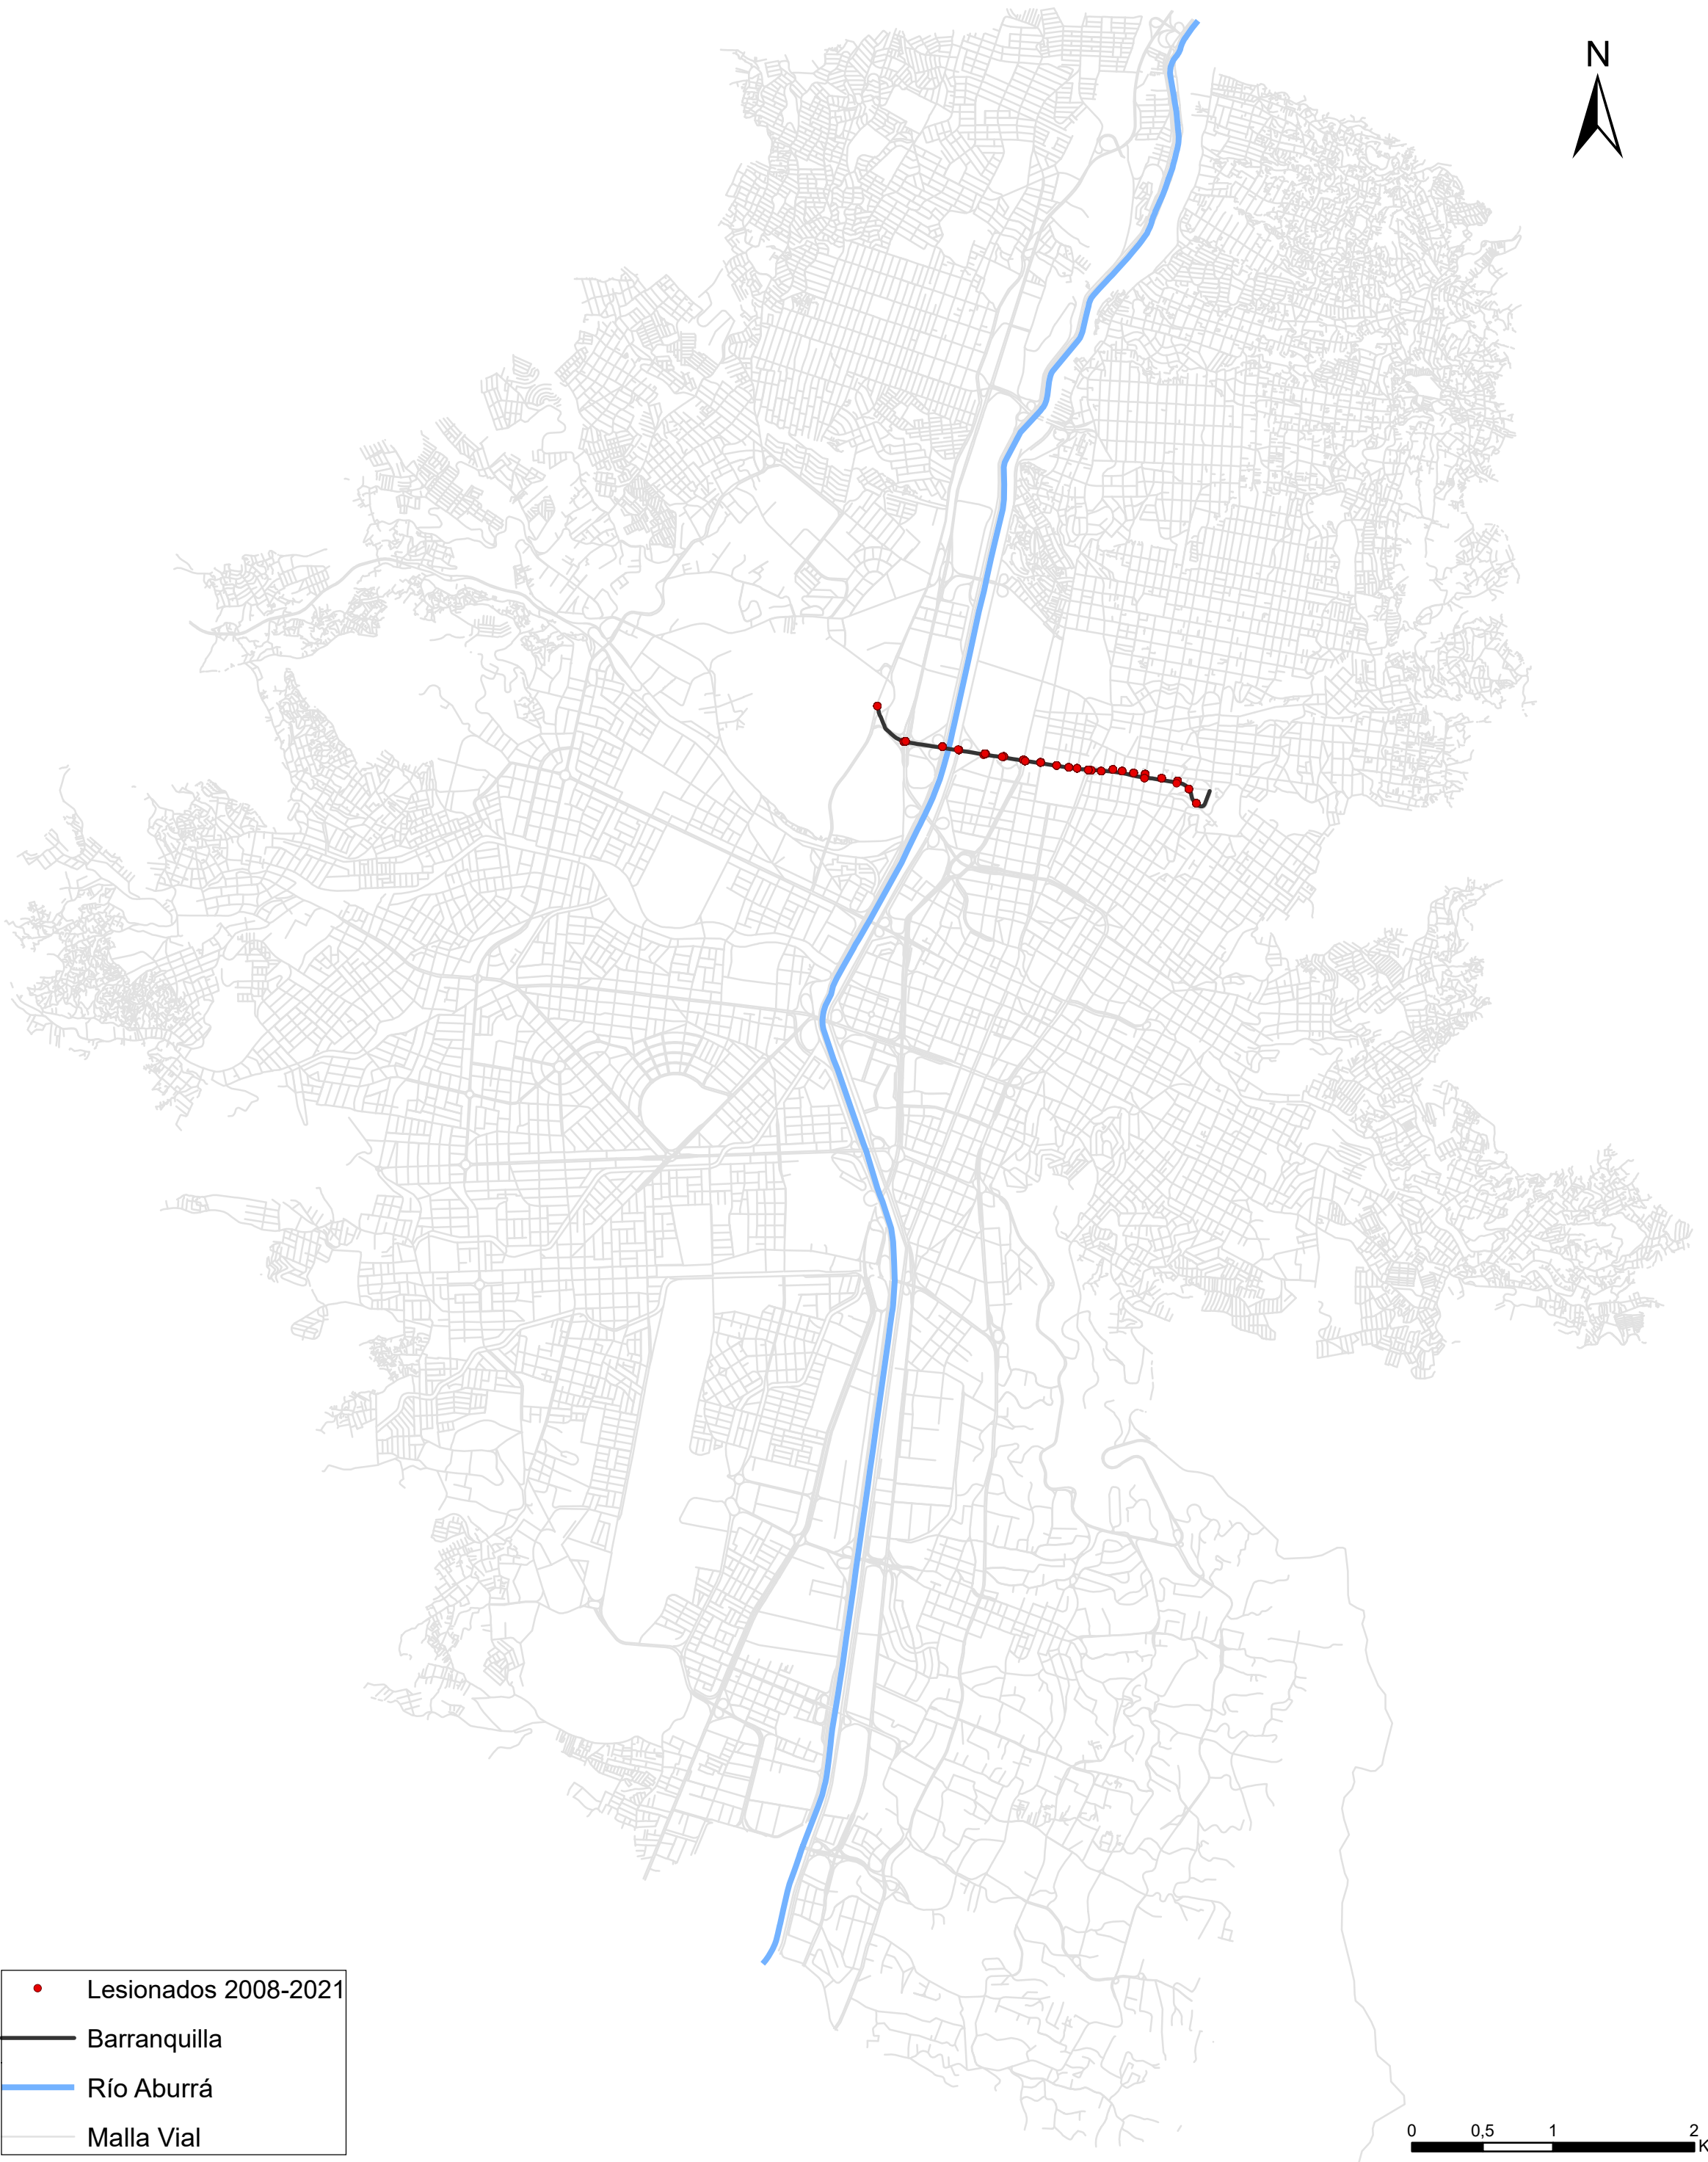 N
Lesionados 2008-2021
Barranquilla
Río Aburrá
Malla Vial
0 0,5 1 2
K